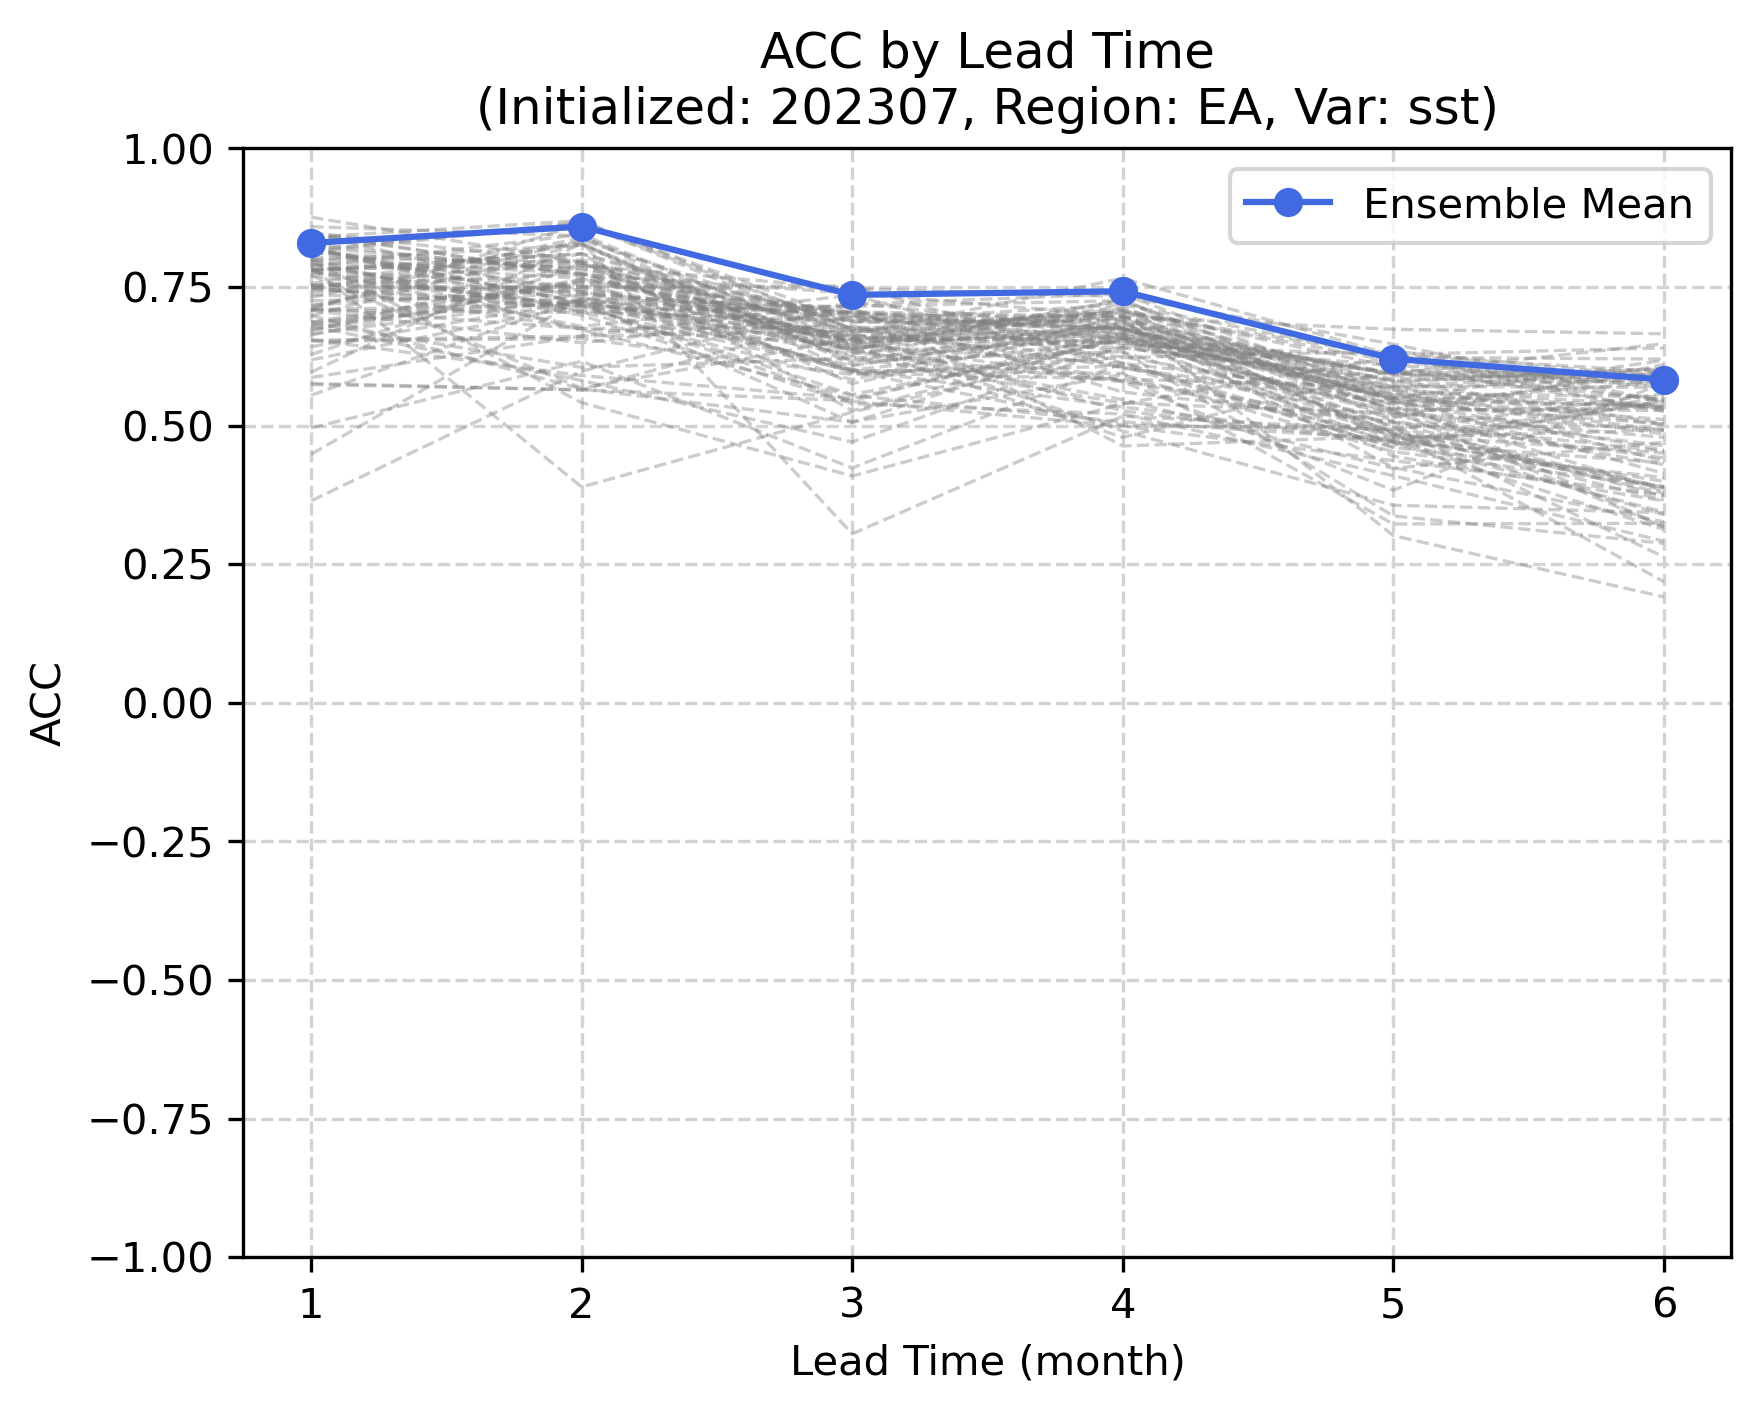 ACC by Lead Time
(Initialized: 202307, Region: EA, Var: sst)
1.00
0.75
0.50
0.25
0.00
−0.25
−0.50
−0.75
−1.00
ACC
Ensemble Mean
1 2 3 4 5 6
Lead Time (month)